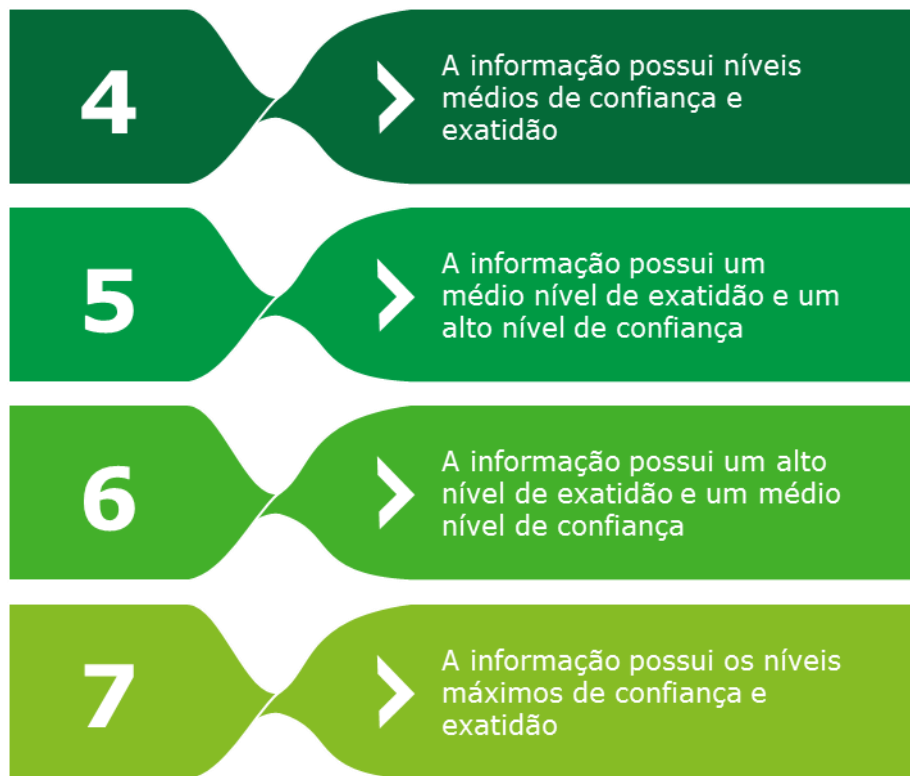 4
A informação possui níveis
médios de confiança e
exatidão
5
A informação possui um
médio nível de exatidão e um
alto nível de confiança
6
A informação possui um alto
nível de exatidão e um médio
nível de confiança
7
A informação possui os níveis
máximos de confiança e
exatidão